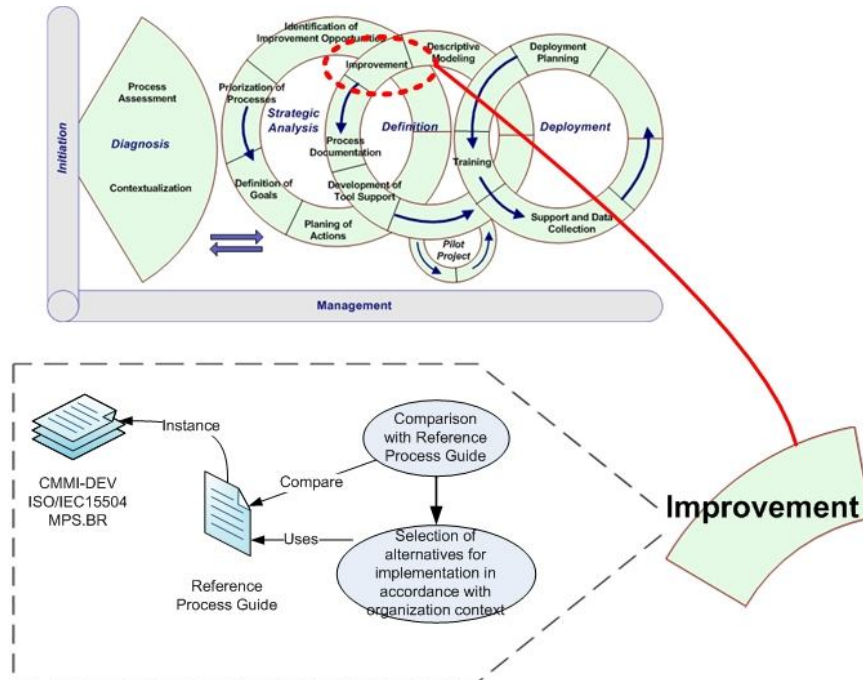 Identification of
Improvement Opportunities
Improvement
Descriptive
Modeling
Deployment
Planning
Process
Assessment
Priorization of
Processes
Strategic
Analysis
Initiation
Diagnosis
Definition
Deployment
Process
Documentation
Training
Contextualization
Definition of
Goals
Development of
Tool Support
Planing of
Actions
Support and Data
Collection
Pilot
Project
Management
Instance
Comparison
with Reference
Process Guide
CMMI-DEV
ISO/IEC15504
MPS.BR
Compare
Improvement
Uses
Selection of
alternatives for
implementation in
accordance with
organization context
Reference
Process Guide